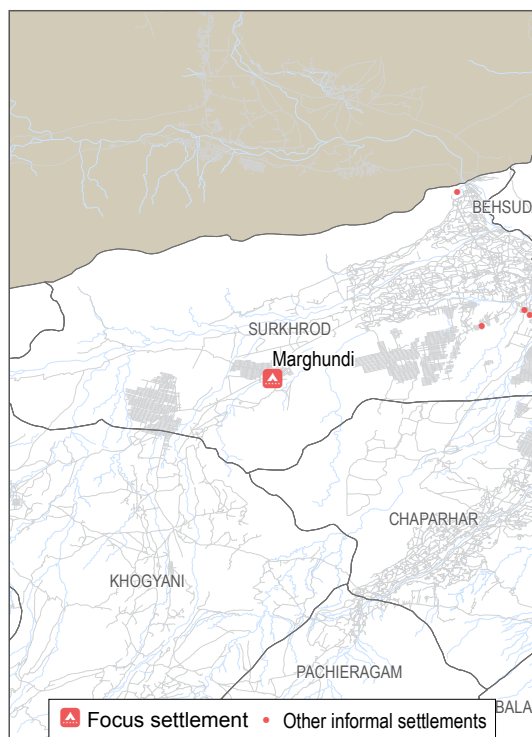 BEHSUD
SURKHROD
Marghundi
CHAPARHAR
KHOGYANI
PACHIERAGAM
BALA
Focus settlement
Other informal settlements